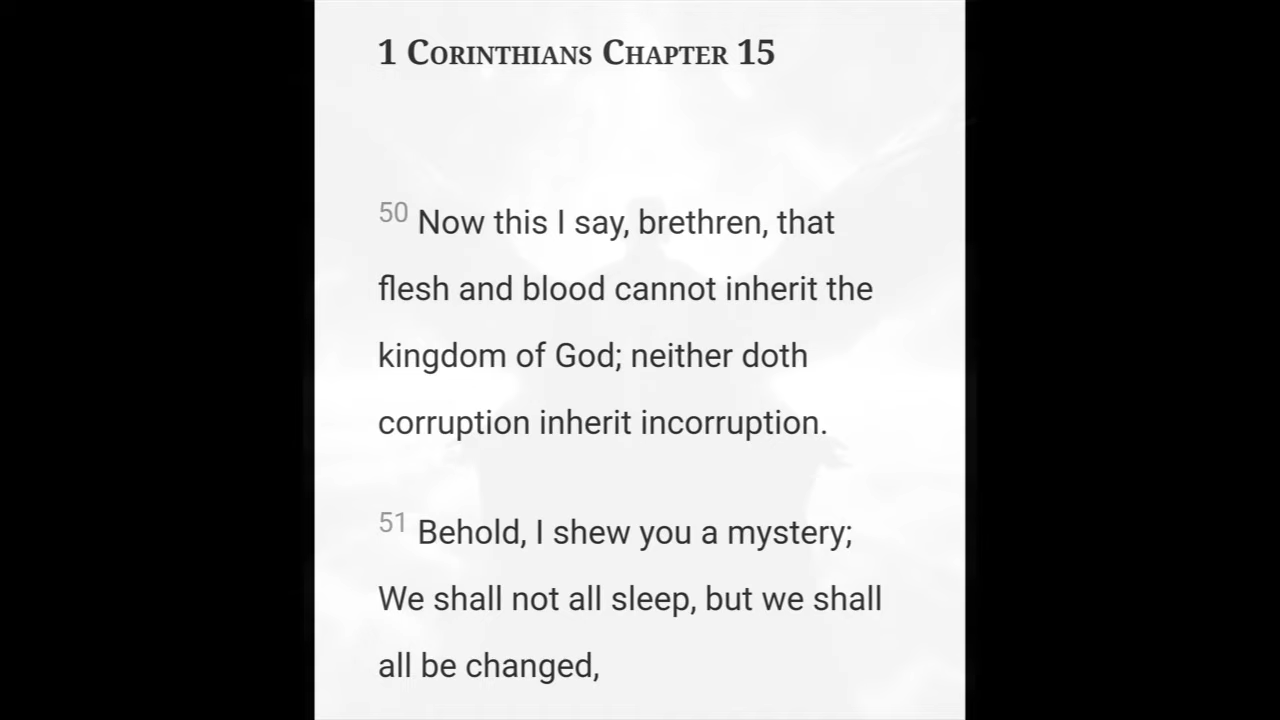 1 Corinthians Chapter 15
50 Now this I say, brethren, that
flesh and blood cannot inherit the
kingdom of God; neither doth
corruption inherit incorruption.
51 Behold, I shew you a mystery;
We shall not all sleep, but we shall
all be changed,